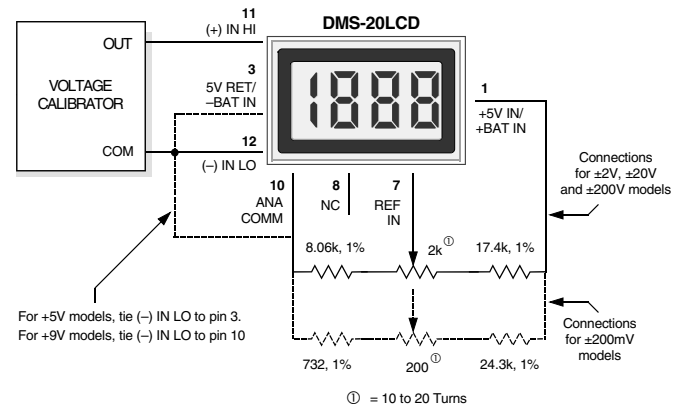 DMS-20LCD
11
(+) IN HI
OUT
3
5V RET/
–BAT IN
1
+5V IN/
+BAT IN
VOLTAGE
CALIBRATOR
1888
COM
12
(–) IN LO
10
ANA
COMM
8
NC
7
REF
IN
Connections
for ±2V, ±20V
and ±200V models
8.06k, 1%
2k①
17.4k, 1%
For +5V models, tie (–) IN LO to pin 3.
For +9V models, tie (–) IN LO to pin 10
Connections
for ±200mV
models
732, 1%
200①
24.3k, 1%
① = 10 to 20 Turns